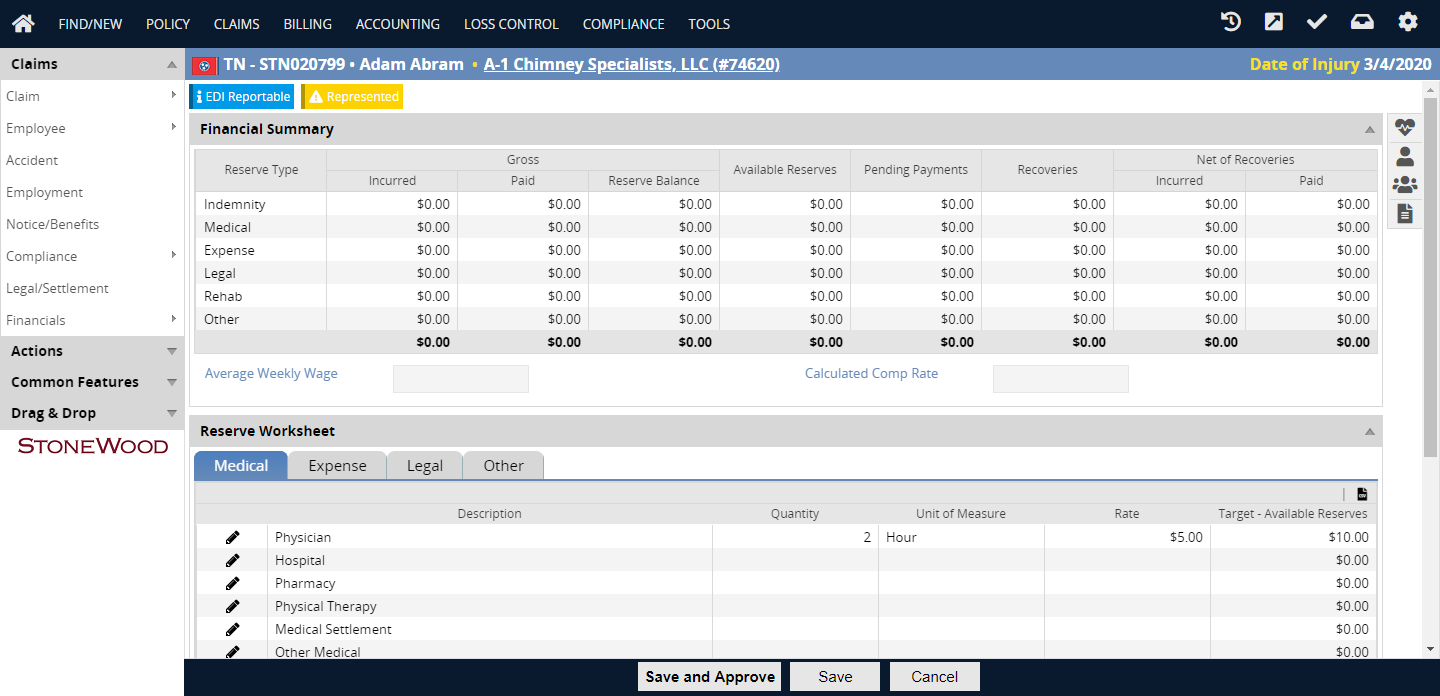 FIND/NEW POLICY CLAIMS BILLING ACCOUNTING LOSS CONTROL COMPLIANCE TOOLS
Claims
Claim
Employee
Accident
Employment
Notice/Benefits
Compliance
Legal/Settlement
Financials
Actions
Common Features
Drag & Drop
STONEWOOD
TN - STN020799 • Adam Abram • A-1 Chimney Specialists, LLC (#74620) Date of Injury 3/4/2020
EDI Reportable Represented
Financial Summary
Reserve Type Gross Available Reserves Pending Payments Recoveries Net of Recoveries
Incurred Paid Reserve Balance Incurred Paid
Indemnity $0.00 $0.00 $0.00 $0.00 $0.00 $0.00 $0.00 $0.00
Medical $0.00 $0.00 $0.00 $0.00 $0.00 $0.00 $0.00 $0.00
Expense $0.00 $0.00 $0.00 $0.00 $0.00 $0.00 $0.00 $0.00
Legal $0.00 $0.00 $0.00 $0.00 $0.00 $0.00 $0.00 $0.00
Rehab $0.00 $0.00 $0.00 $0.00 $0.00 $0.00 $0.00 $0.00
Other $0.00 $0.00 $0.00 $0.00 $0.00 $0.00 $0.00 $0.00
$0.00 $0.00 $0.00 $0.00 $0.00 $0.00 $0.00 $0.00
Average Weekly Wage Calculated Comp Rate
Reserve Worksheet
Medical Expense Legal Other
Description Quantity Unit of Measure Rate Target - Available Reserves
Physician 2 Hour $5.00 $10.00
Hospital $0.00
Pharmacy $0.00
Physical Therapy $0.00
Medical Settlement $0.00
Other Medical $0.00
Save and Approve Save Cancel